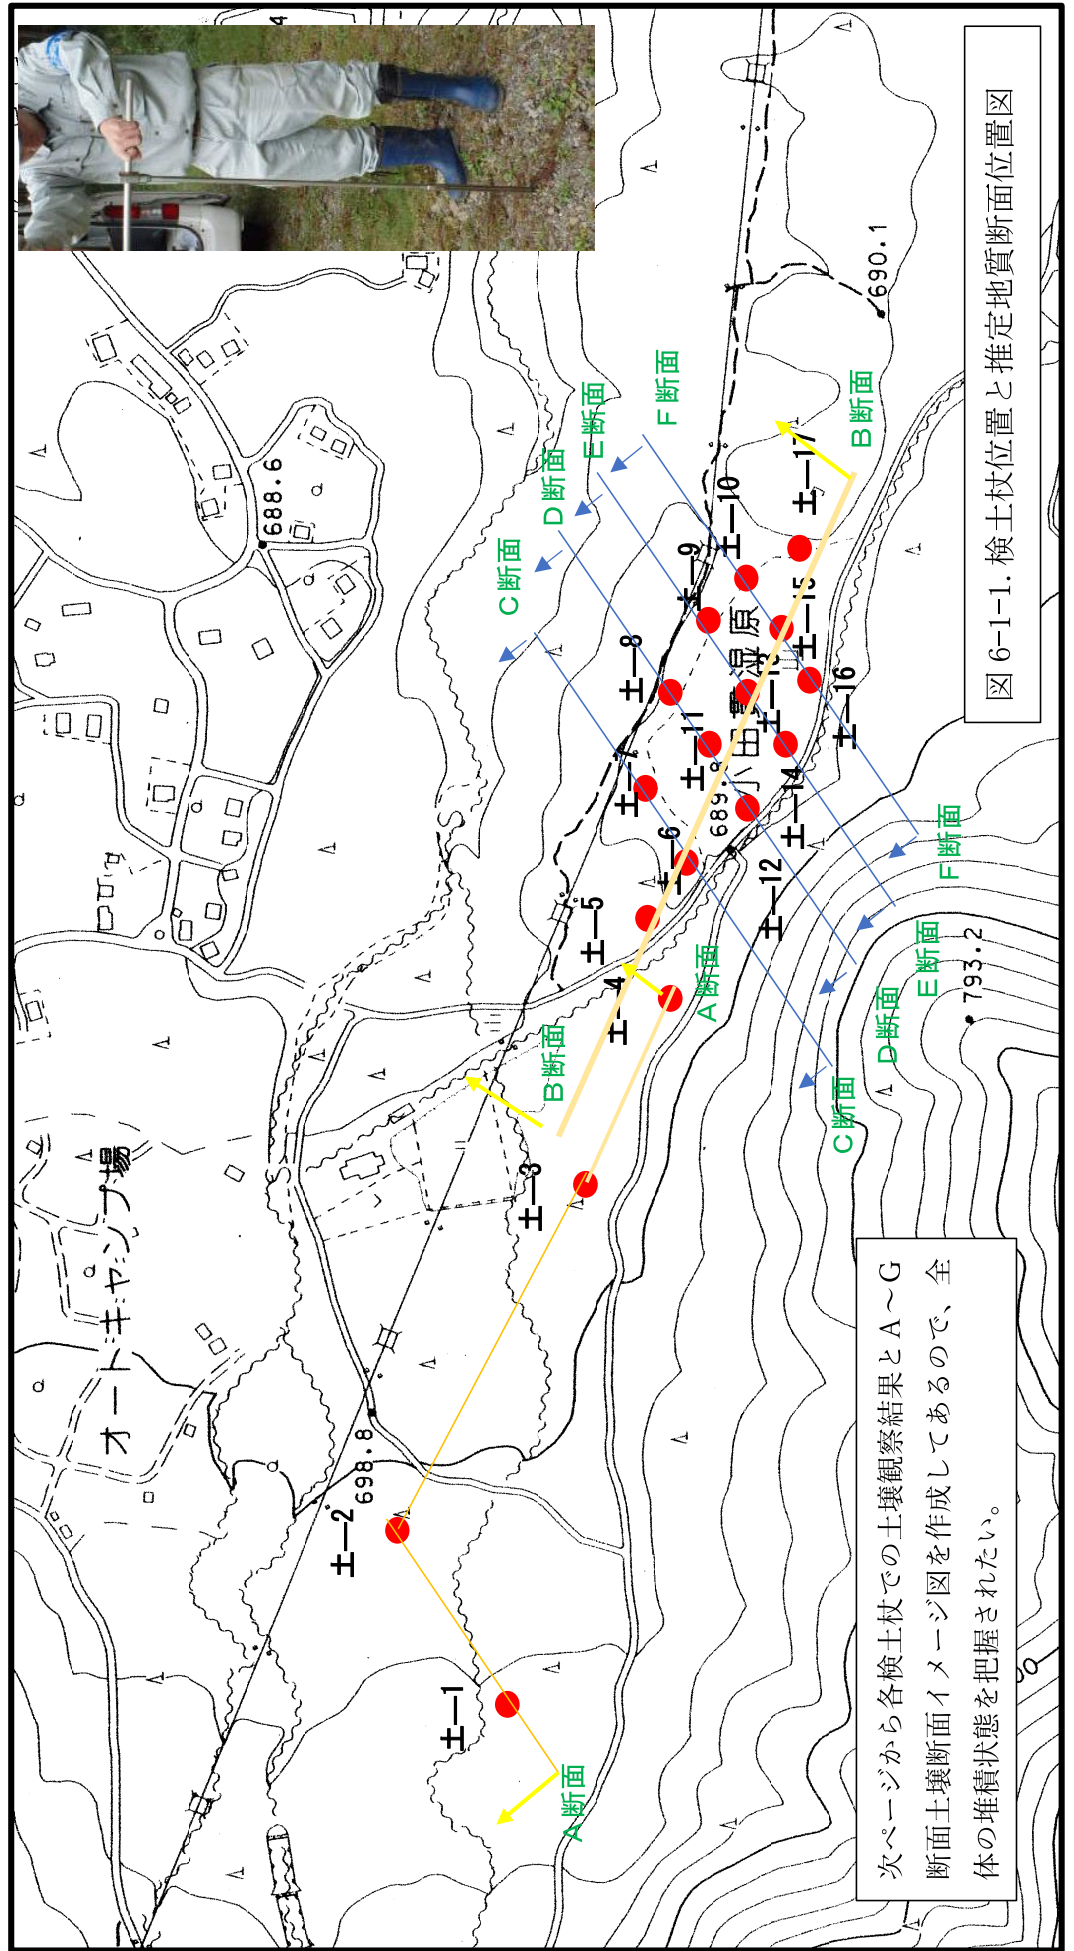 図 6-1-1. 検土杖位置と推定地質断面位置図
オートキャンプ場
688.6
690.1
698.8
689.8
793.2
小田貫湿原
土―1
土―2
土―3
土―4
土―5
土―6
土―7
土―8
土―9
土―10
土―11
土―12
土―13
土―14
土―15
土―16
土―17
A断面
A断面
B断面
B断面
C断面
C断面
D断面
D断面
E断面
E断面
F断面
F断面
次ページから各検土杖での土壌観察結果とA～G
断面土壌断面イメージ図を作成してあるので、全
体の堆積状態を把握されたい。